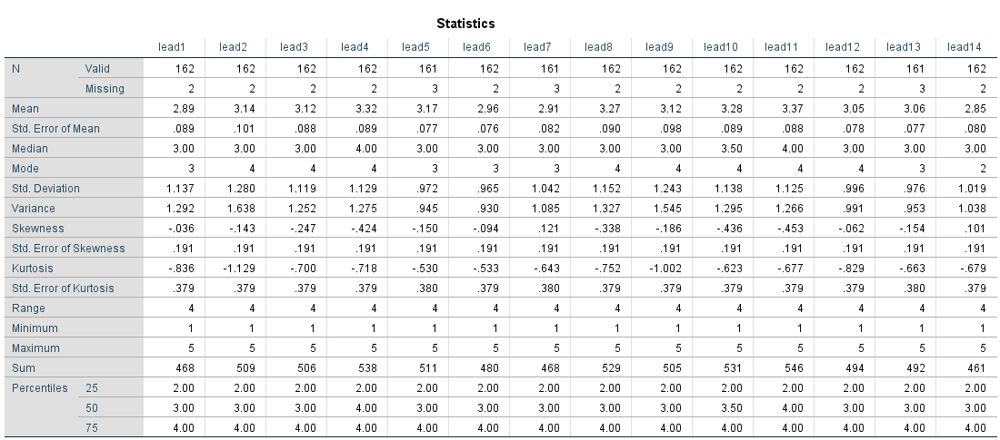 Statistics
lead1 lead2 lead3 lead4 lead5 lead6 lead7 lead8 lead9 lead10 lead11 lead12 lead13 lead14
N Valid 162 162 162 162 161 162 161 162 162 162 162 162 161 162
Missing 2 2 2 2 3 2 3 2 2 2 2 2 3 2
Mean 2.89 3.14 3.12 3.32 3.17 2.96 2.91 3.27 3.12 3.28 3.37 3.05 3.06 2.85
Std. Error of Mean .089 .101 .088 .089 .077 .076 .082 .090 .098 .089 .088 .078 .077 .080
Median 3.00 3.00 3.00 4.00 3.00 3.00 3.00 3.00 3.00 3.50 4.00 3.00 3.00 3.00
Mode 3 4 4 4 3 3 3 4 4 4 4 4 3 2
Std. Deviation 1.137 1.280 1.119 1.129 .972 .965 1.042 1.152 1.243 1.138 1.125 .996 .976 1.019
Variance 1.292 1.638 1.252 1.275 .945 .930 1.085 1.327 1.545 1.295 1.266 .991 .953 1.038
Skewness -.036 -.143 -.247 -.424 -.150 -.094 .121 -.338 -.186 -.436 -.453 -.062 -.154 .101
Std. Error of Skewness .191 .191 .191 .191 .191 .191 .191 .191 .191 .191 .191 .191 .191 .191
Kurtosis -.836 -1.129 -.700 -.718 -.530 -.533 -.643 -.752 -1.002 -.623 -.677 -.829 -.663 -.679
Std. Error of Kurtosis .379 .379 .379 .379 .380 .379 .380 .379 .379 .379 .379 .379 .380 .379
Range 4 4 4 4 4 4 4 4 4 4 4 4 4 4
Minimum 1 1 1 1 1 1 1 1 1 1 1 1 1 1
Maximum 5 5 5 5 5 5 5 5 5 5 5 5 5 5
Sum 468 509 506 538 511 480 468 529 505 531 546 494 492 461
Percentiles 25 2.00 2.00 2.00 2.00 2.00 2.00 2.00 2.00 2.00 2.00 2.00 2.00 2.00 2.00
50 3.00 3.00 3.00 4.00 3.00 3.00 3.00 3.00 3.00 3.50 4.00 3.00 3.00 3.00
75 4.00 4.00 4.00 4.00 4.00 4.00 4.00 4.00 4.00 4.00 4.00 4.00 4.00 4.00